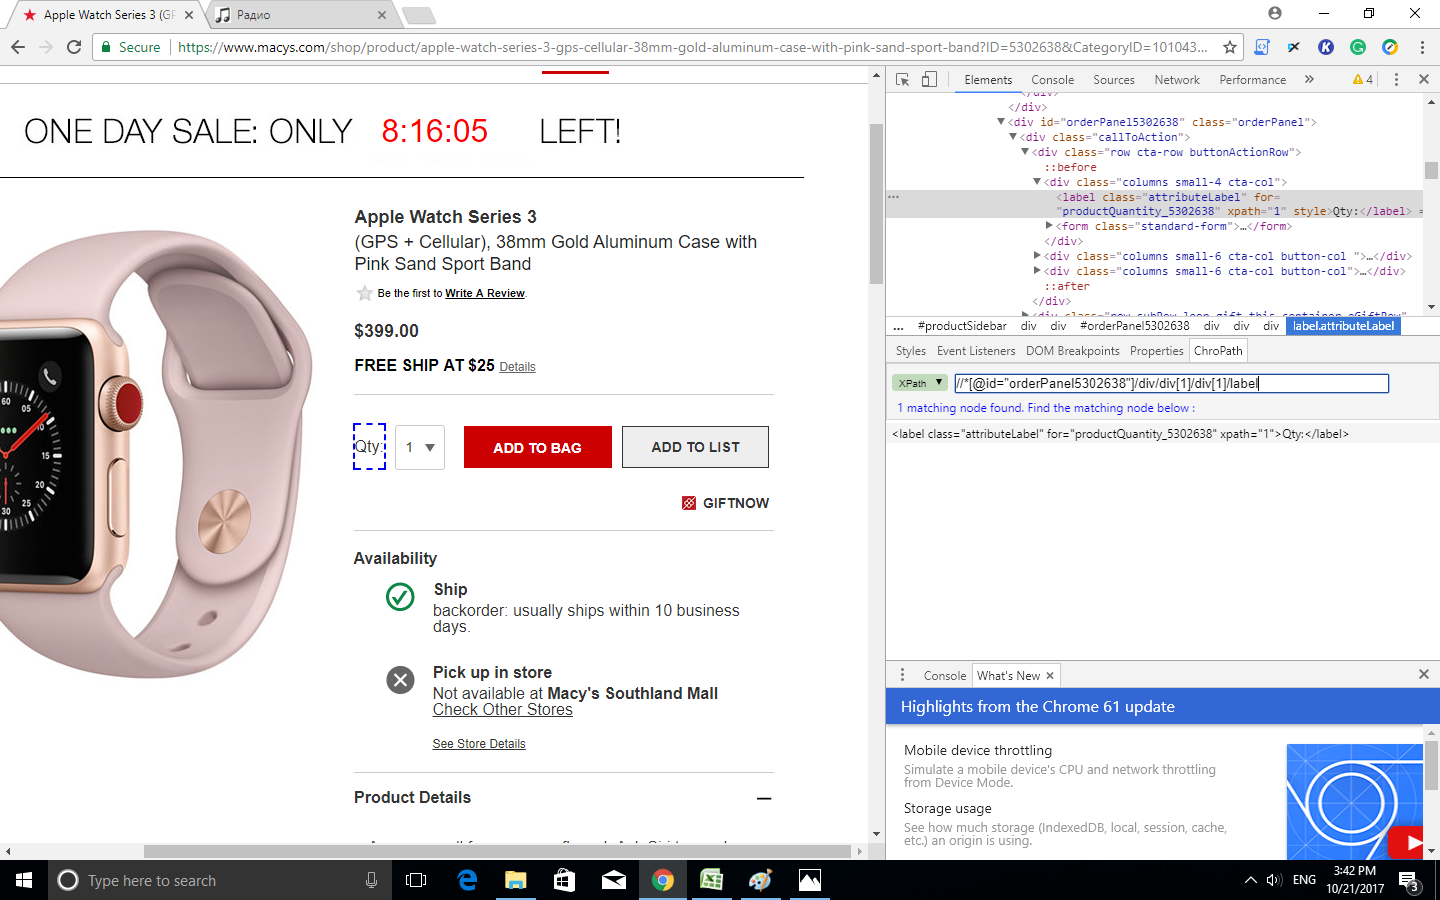 Apple Watch Series 3 (GF
Радио
Secure
https://www.macys.com/shop/product/apple-watch-series-3-gps-cellular-38mm-gold-aluminum-case-with-pink-sand-sport-band?ID=5302638&CategoryID=101043...
ONE DAY SALE: ONLY 8:16:05 LEFT!
Apple Watch Series 3
(GPS + Cellular), 38mm Gold Aluminum Case with
Pink Sand Sport Band
Be the first to Write A Review.
$399.00
FREE SHIP AT $25 Details
Qty: 1 ADD TO BAG ADD TO LIST
GIFTNOW
Availability
Ship
backorder: usually ships within 10 business
days.
Pick up in store
Not available at Macy's Southland Mall
Check Other Stores
See Store Details
Product Details
60 05
10
15
20
30 25
Elements Console Sources Network Performance » 4
</div>
</div>
<div id="orderPanel5302638" class="orderPanel">
<div class="callToAction">
<div class="row cta-row buttonActionRow">
::before
<div class="columns small-4 cta-col">
<label class="attributeLabel" for=
"productQuantity_5302638" xpath="1" style>Qty:</label> =
<form class="standard-form">…</form>
</div>
<div class="columns small-6 cta-col button-col ">…</div>
<div class="columns small-6 cta-col button-col">…</div>
::after
</div>
... #productSidebar div div #orderPanel5302638 div div div label.attributeLabel
Styles Event Listeners DOM Breakpoints Properties ChroPath
XPath ▼ //*[@id="orderPanel5302638"]/div/div[1]/div[1]/label
1 matching node found. Find the matching node below :
<label class="attributeLabel" for="productQuantity_5302638" xpath="1">Qty:</label>
Console What's New
Highlights from the Chrome 61 update
Mobile device throttling
Simulate a mobile device's CPU and network throttling
from Device Mode.
Storage usage
See how much storage (IndexedDB, local, session, cache,
etc.) an origin is using.
Type here to search
ENG
3:42 PM
10/21/2017
3